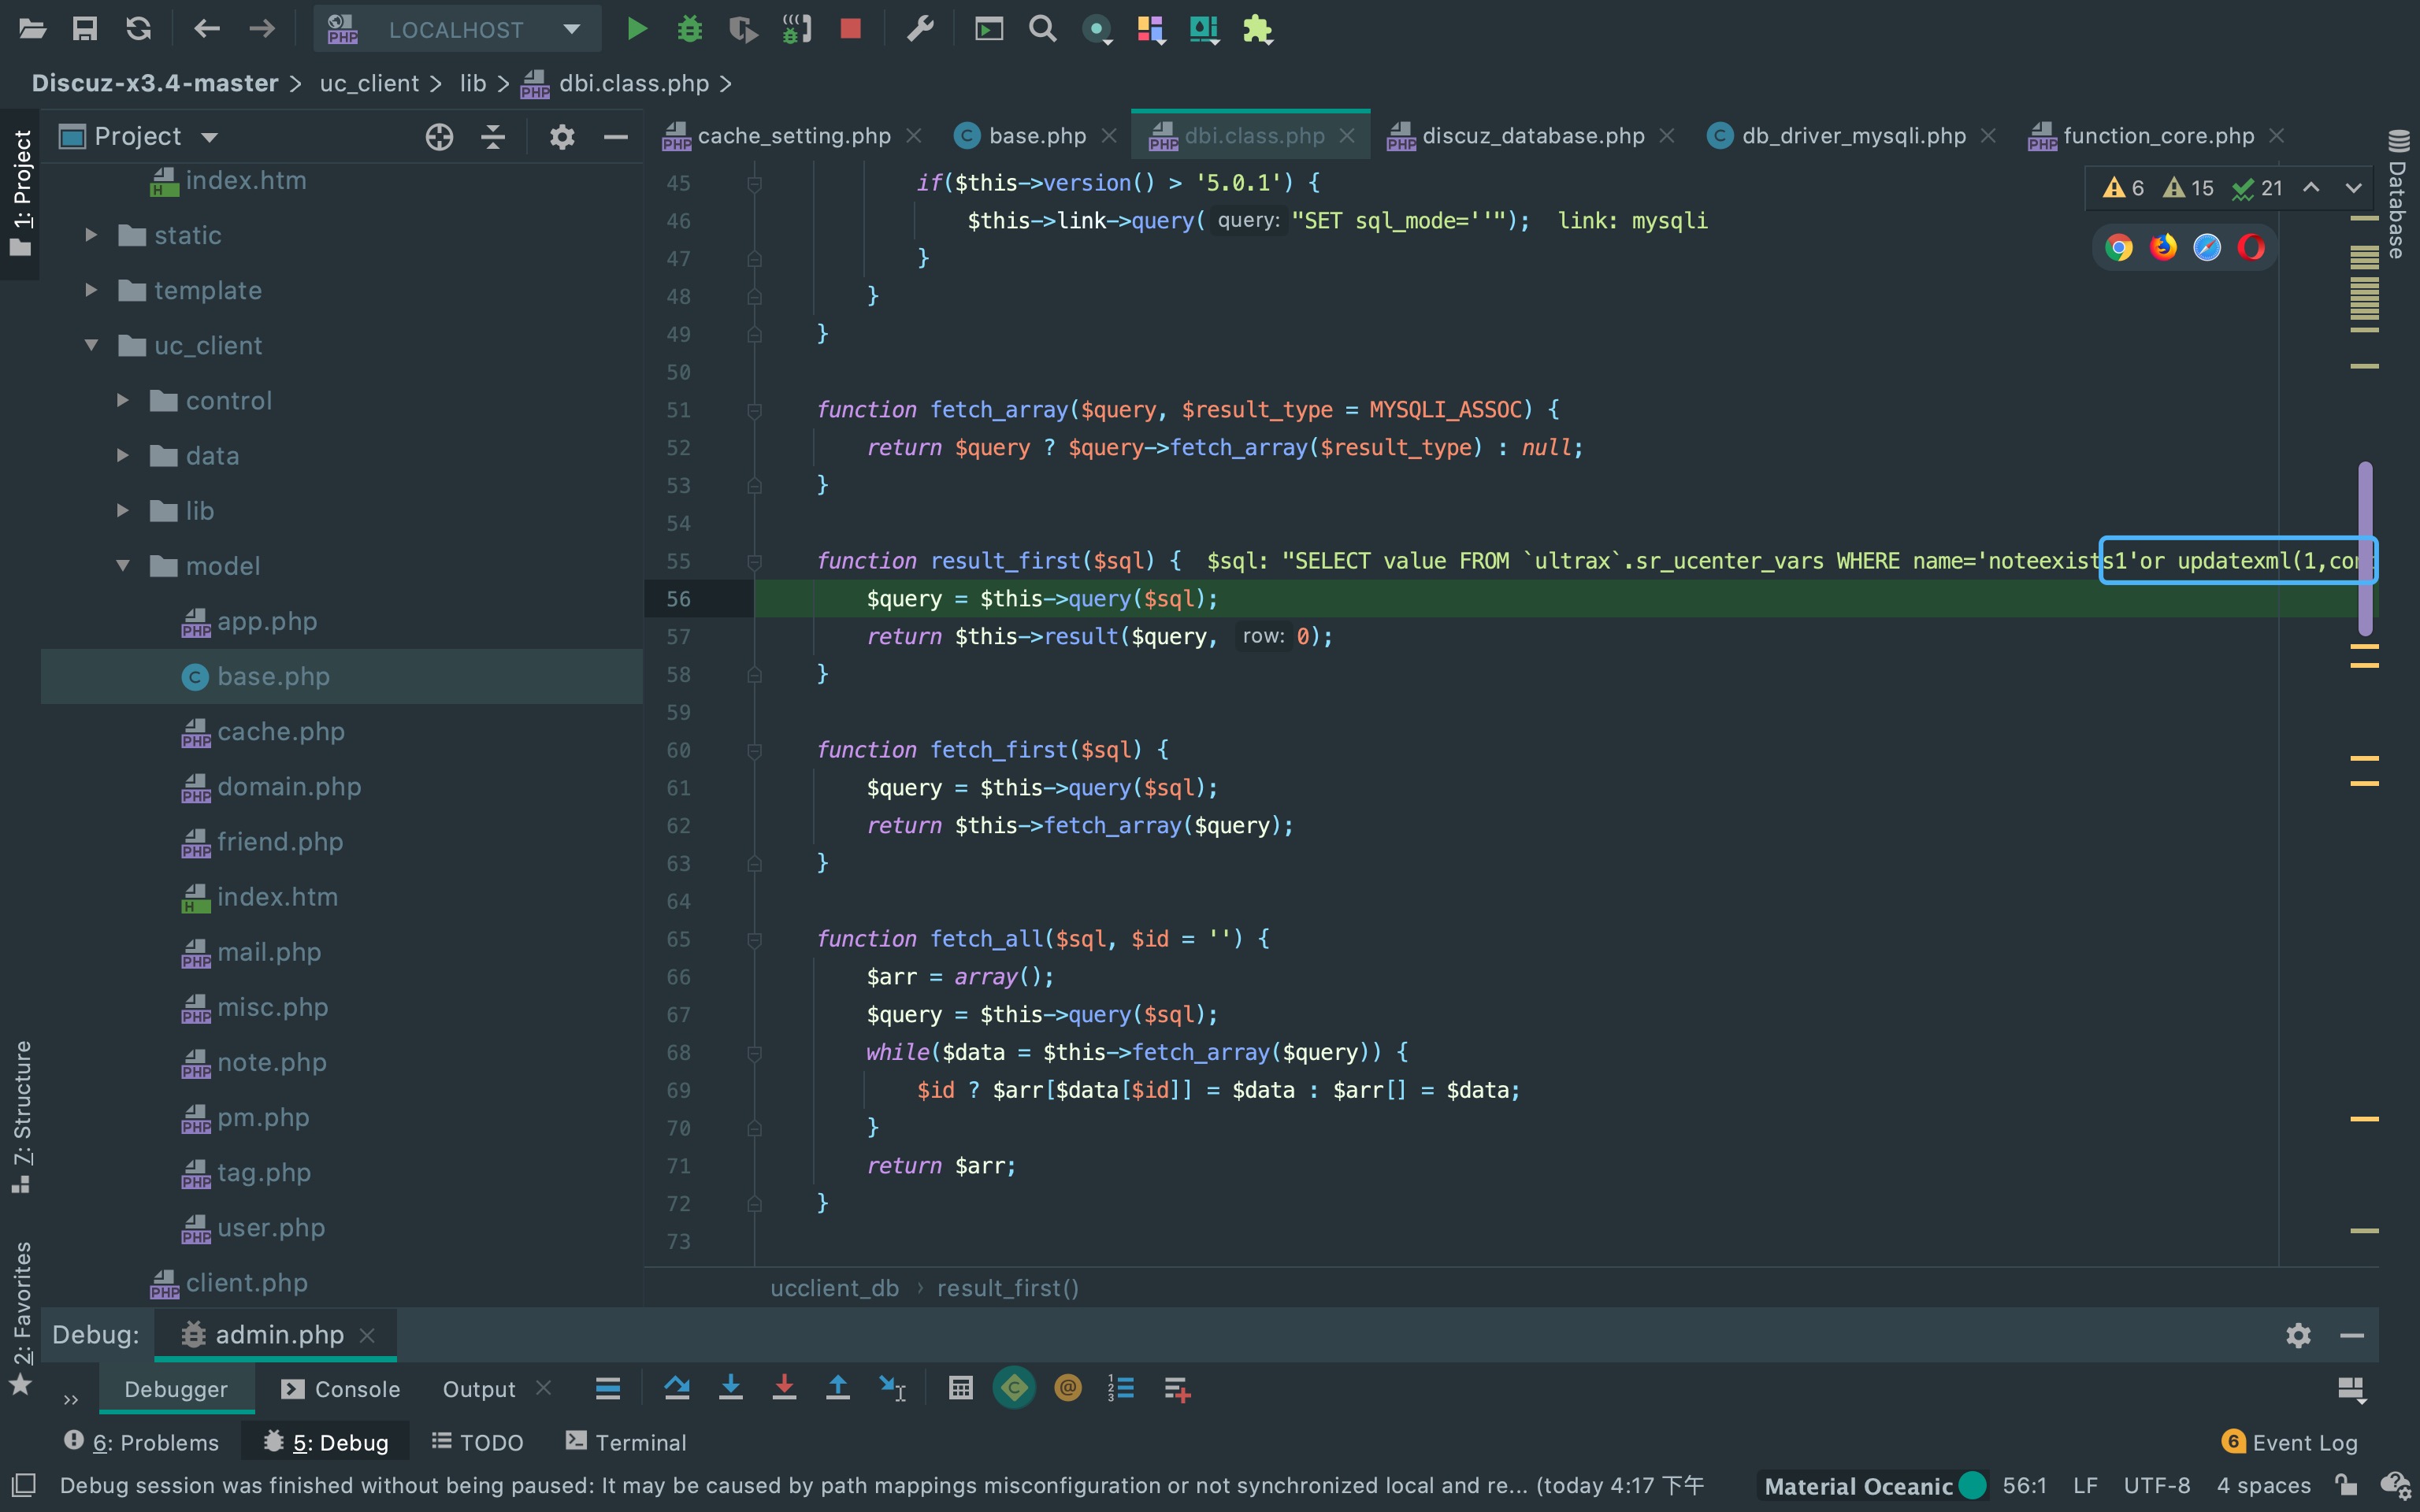 LOCALHOST
Discuz-x3.4-master > uc_client > lib > dbi.class.php >
1: Project
Project
cache_setting.php
base.php
dbi.class.php
discuz_database.php
db_driver_mysqli.php
function_core.php
Database
6 15 21
index.htm
static
template
uc_client
control
data
lib
model
app.php
base.php
cache.php
domain.php
friend.php
index.htm
mail.php
misc.php
note.php
pm.php
tag.php
user.php
client.php
45 if($this->version() > '5.0.1') {
46 $this->link->query( query: "SET sql_mode=''"); link: mysqli
47 }
48 }
49 }
50
51 function fetch_array($query, $result_type = MYSQLI_ASSOC) {
52 return $query ? $query->fetch_array($result_type) : null;
53 }
54
55 function result_first($sql) { $sql: "SELECT value FROM `ultrax`.sr_ucenter_vars WHERE name='noteexists1'or updatexml(1,con
56 $query = $this->query($sql);
57 return $this->result($query, row: 0);
58 }
59
60 function fetch_first($sql) {
61 $query = $this->query($sql);
62 return $this->fetch_array($query);
63 }
64
65 function fetch_all($sql, $id = '') {
66 $arr = array();
67 $query = $this->query($sql);
68 while($data = $this->fetch_array($query)) {
69 $id ? $arr[$data[$id]] = $data : $arr[] = $data;
70 }
71 return $arr;
72 }
73
ucclient_db › result_first()
7: Structure
2: Favorites
Debug: admin.php
Debugger Console Output
6: Problems 5: Debug TODO Terminal 6 Event Log
Debug session was finished without being paused: It may be caused by path mappings misconfiguration or not synchronized local and re... (today 4:17 下午 Material Oceanic 56:1 LF UTF-8 4 spaces